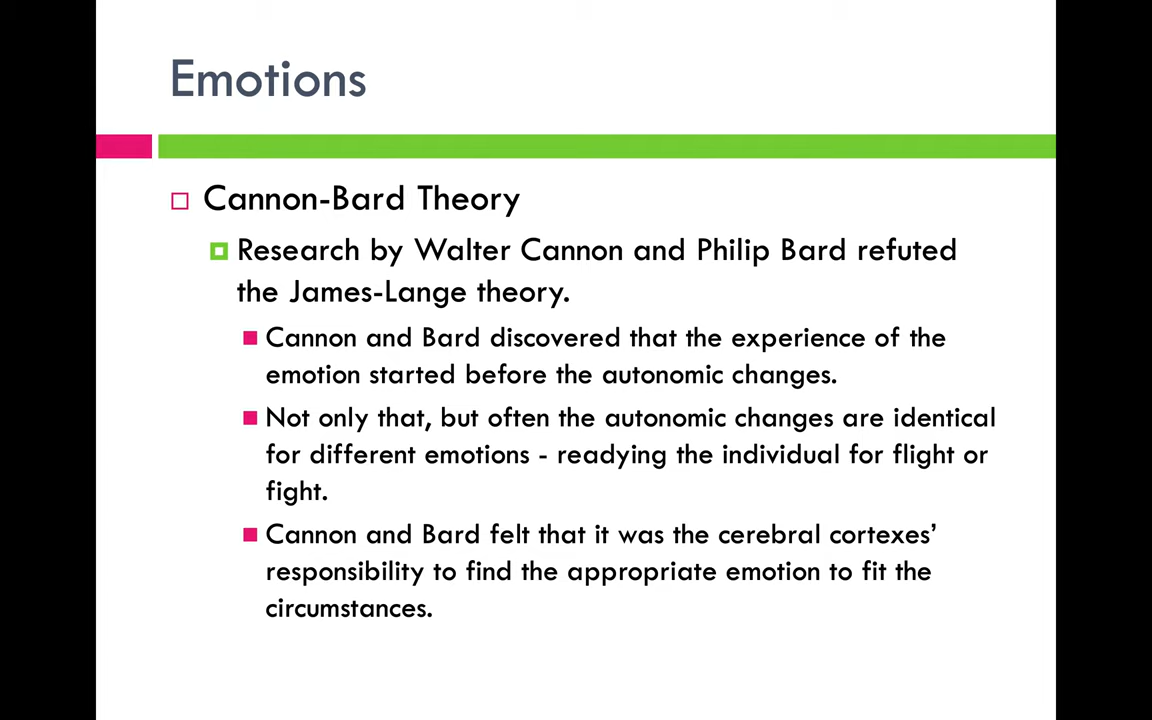 Emotions
Cannon-Bard Theory
Research by Walter Cannon and Philip Bard refuted
the James-Lange theory.
Cannon and Bard discovered that the experience of the
emotion started before the autonomic changes.
Not only that, but often the autonomic changes are identical
for different emotions - readying the individual for flight or
fight.
Cannon and Bard felt that it was the cerebral cortexes’
responsibility to find the appropriate emotion to fit the
circumstances.